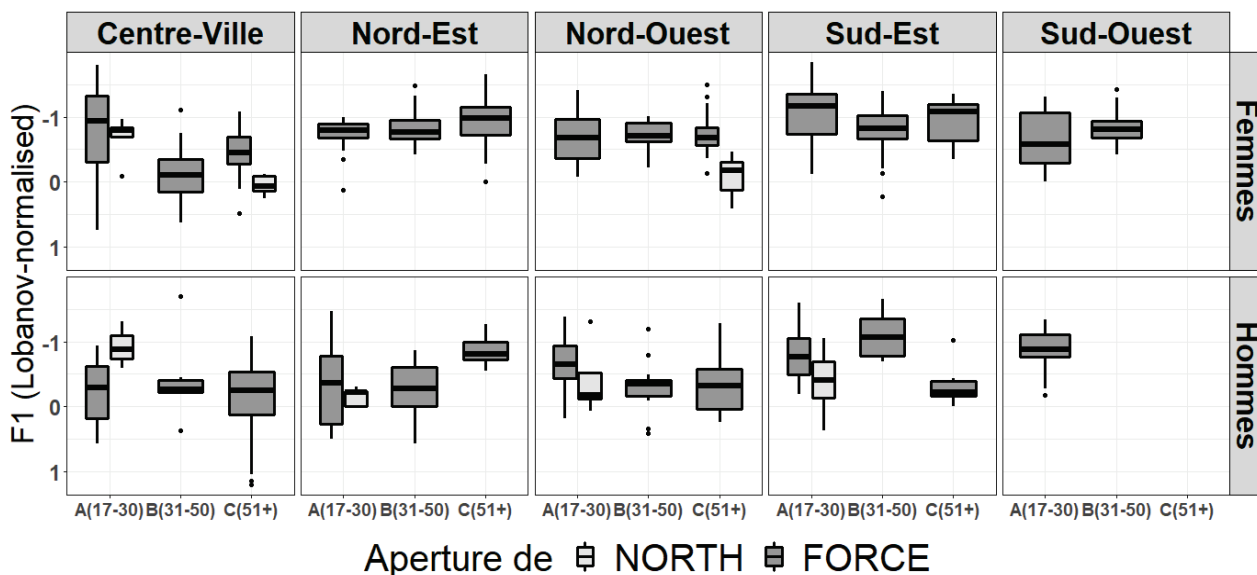 Centre-Ville Nord-Est Nord-Ouest Sud-Est Sud-Ouest
F1 (Lobanov-normalised)
-1
0
1
Femmes
-1
0
1
Hommes
A(17-30) B(31-50) C(51+) A(17-30) B(31-50) C(51+) A(17-30) B(31-50) C(51+) A(17-30) B(31-50) C(51+) A(17-30) B(31-50) C(51+)
Aperture de NORTH FORCE